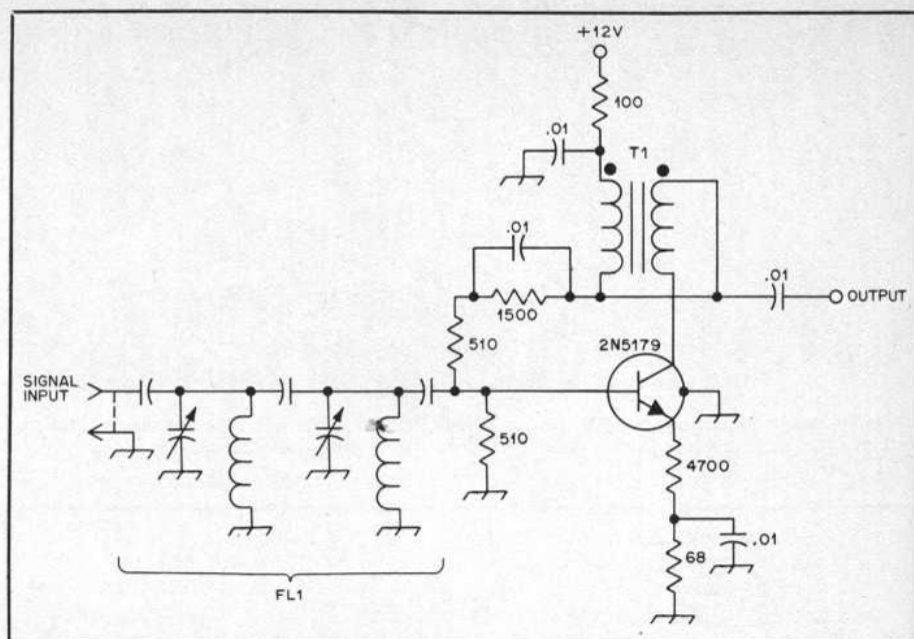 +12V
100
.01
T1
.01
1500
.01
OUTPUT
510
2N5179
SIGNAL
INPUT
510
4700
.01
68
FL1